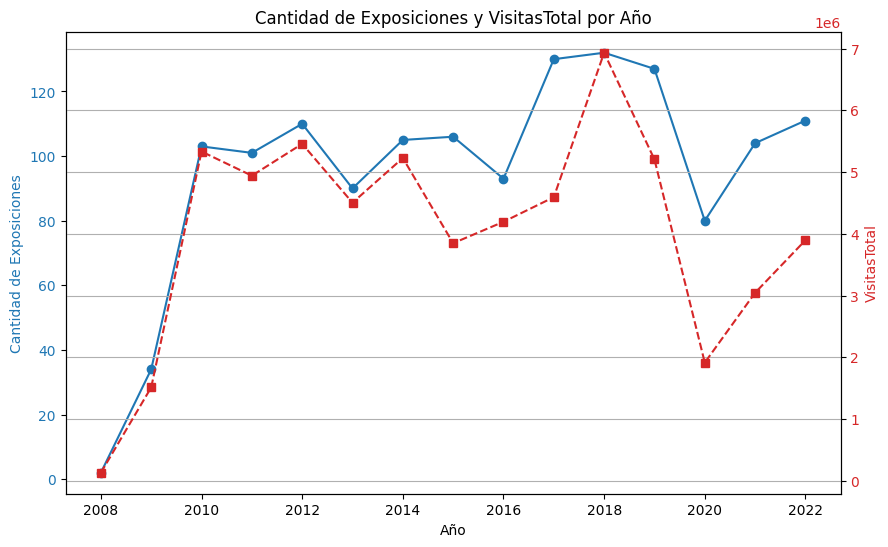 Cantidad de Exposiciones y VisitasTotal por Año
1e6
Cantidad de Exposiciones
120
100
80
60
40
20
0
7
6
5
4
3
2
1
0
VisitasTotal
2008 2010 2012 2014 2016 2018 2020 2022
Año